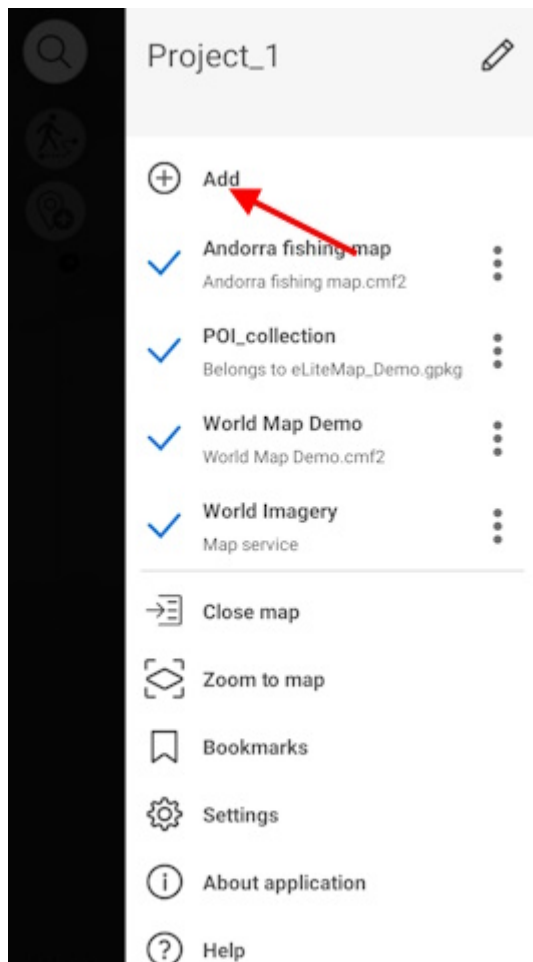 Project_1
Add
Andorra fishing map
Andorra fishing map.cmf2
POI_collection
Belongs to eLiteMap_Demo.gpkg
World Map Demo
World Map Demo.cmf2
World Imagery
Map service
Close map
Zoom to map
Bookmarks
Settings
About application
Help